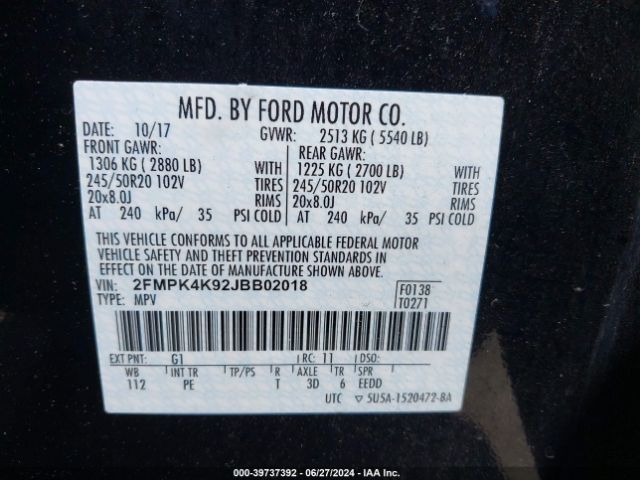 MFD. BY FORD MOTOR CO.
DATE: 10/17 GVWR: 2513 KG ( 5540 LB)
FRONT GAWR: REAR GAWR:
1306 KG ( 2880 LB) WITH 1225 KG ( 2700 LB) WITH
245/50R20 102V TIRES 245/50R20 102V TIRES
20x8.0J RIMS 20x8.0J RIMS
AT 240 kPa/ 35 PSI COLD AT 240 kPa/ 35 PSI COLD
THIS VEHICLE CONFORMS TO ALL APPLICABLE FEDERAL MOTOR
VEHICLE SAFETY AND THEFT PREVENTION STANDARDS IN
EFFECT ON THE DATE OF MANUFACTURE SHOWN ABOVE.
VIN: 2FMPK4K92JBB02018 F0138
TYPE: MPV T0271
EXT PNT: G1 RC: 11 DSO:
WB INT TR TP/PS R AXLE TR SPR
112 PE T 3D 6 EEDD
UTC ▽ 5U5A-1520472-BA
000-39737392 - 06/27/2024 - IAA Inc.